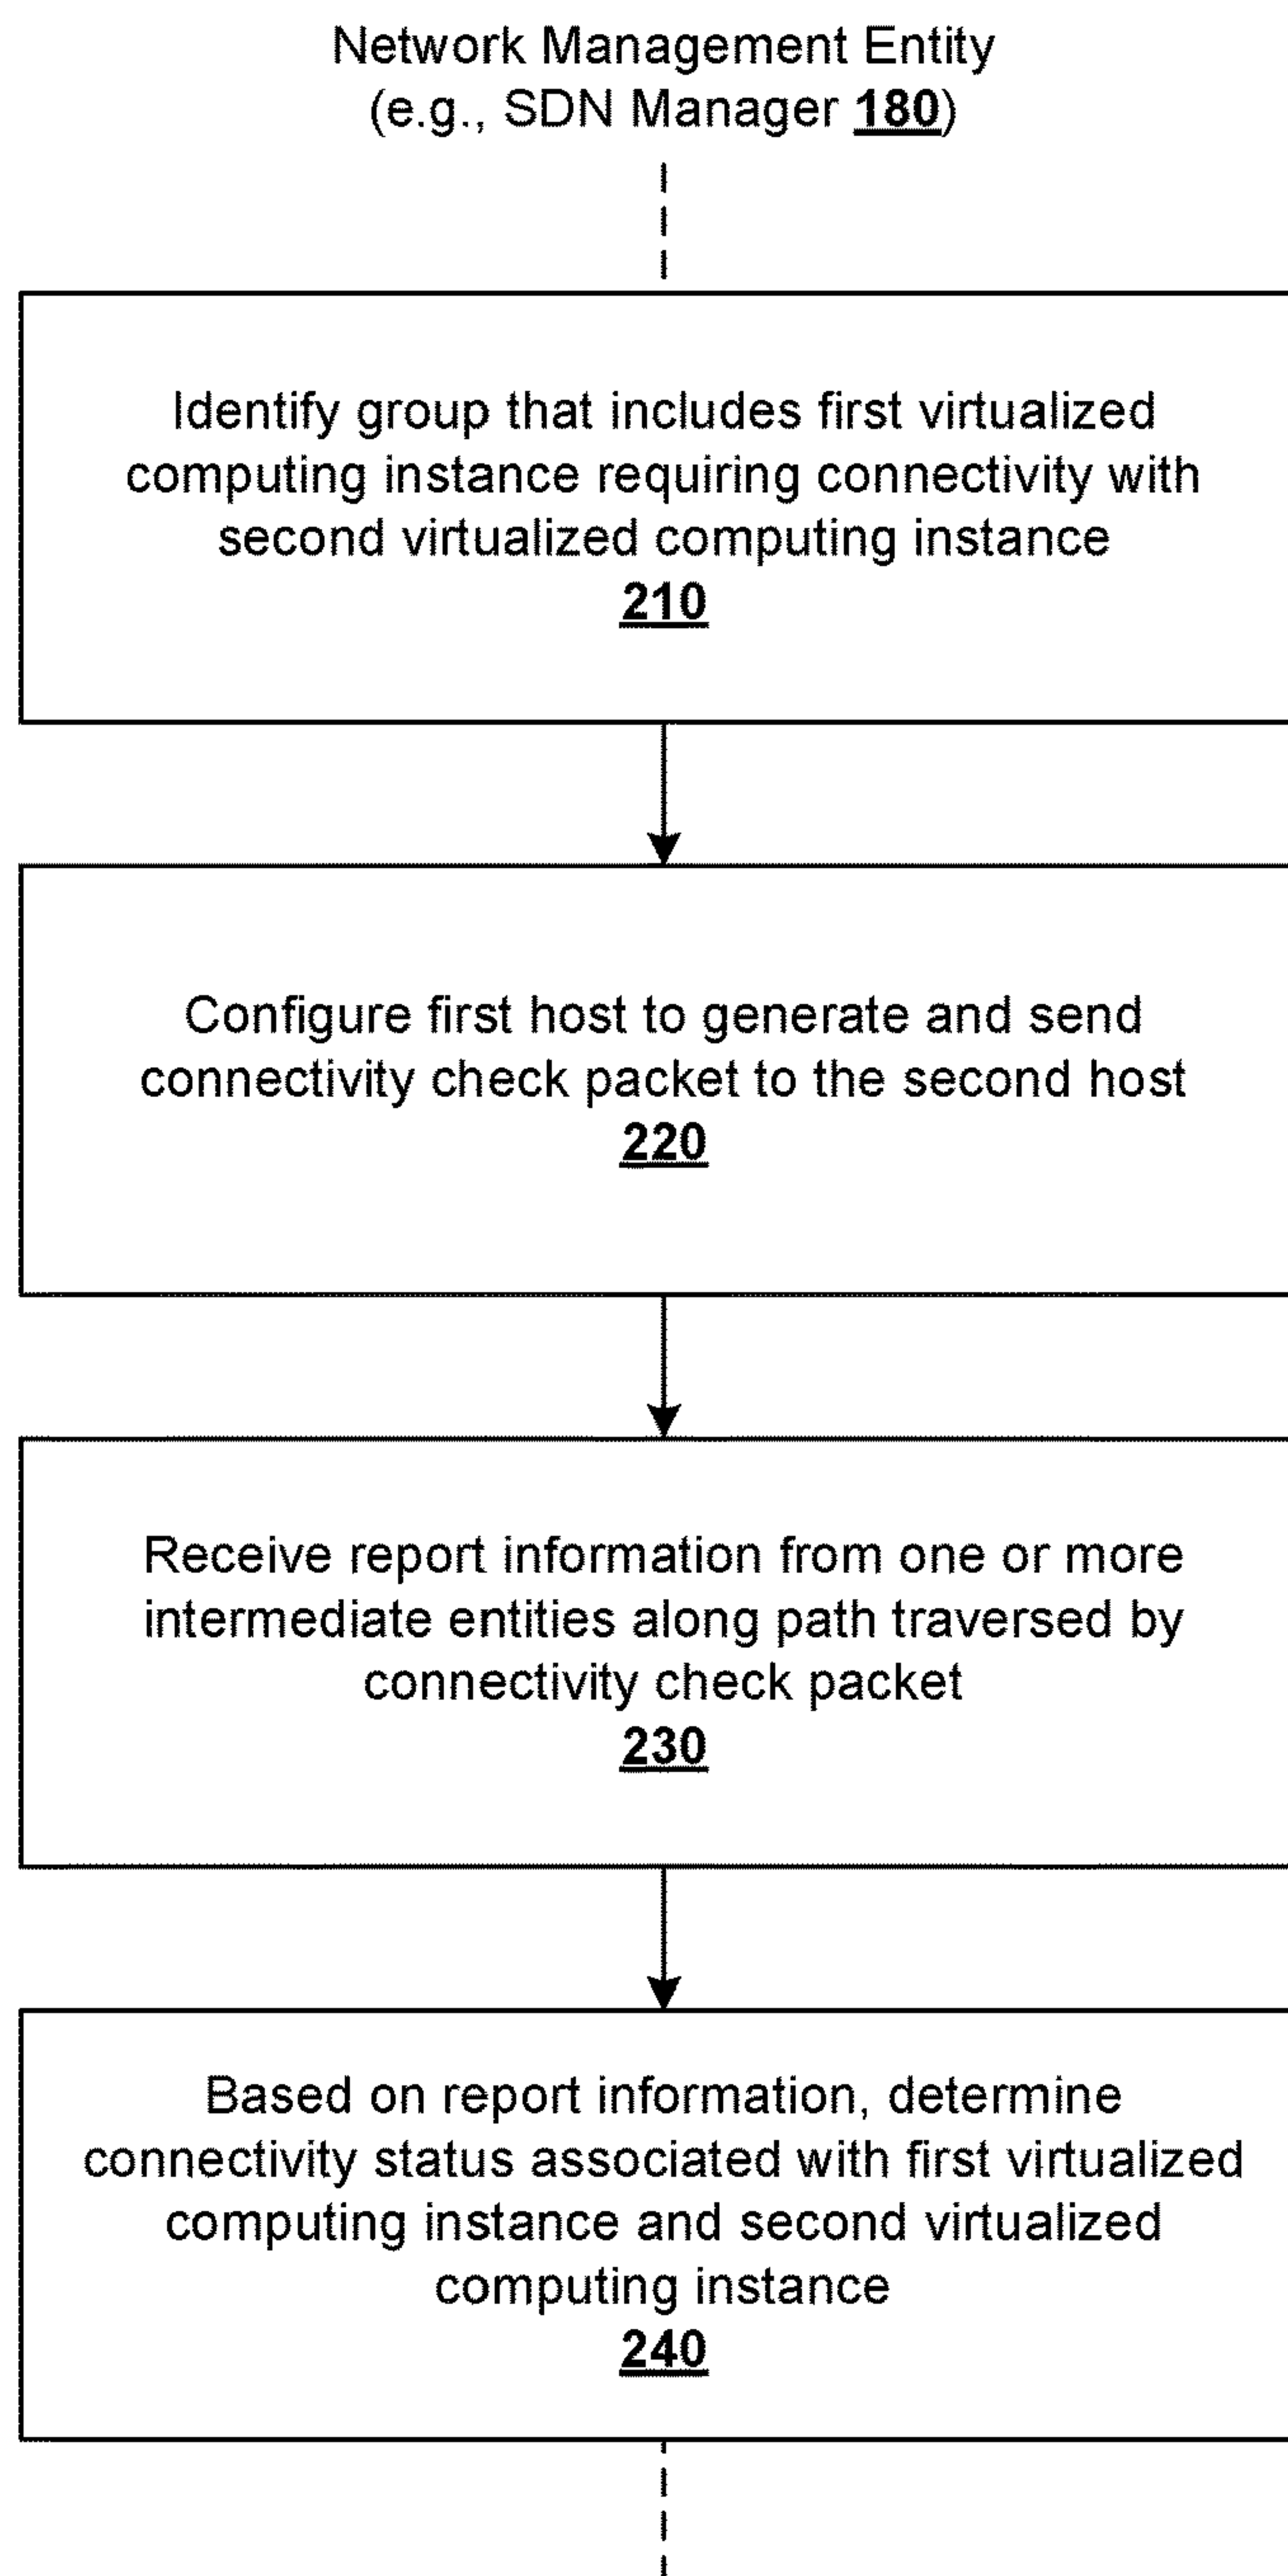 Network Management Entity
(e.g., SDN Manager 180)
Identify group that includes first virtualized
computing instance requiring connectivity with
second virtualized computing instance
210
Configure first host to generate and send
connectivity check packet to the second host
220
Receive report information from one or more
intermediate entities along path traversed by
connectivity check packet
230
Based on report information, determine
connectivity status associated with first virtualized
computing instance and second virtualized
computing instance
240